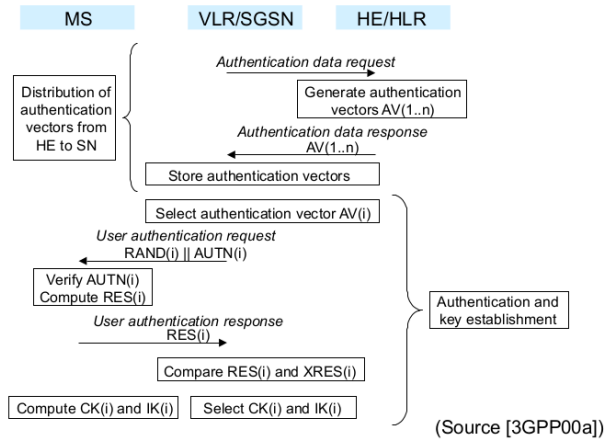 MS
VLR/SGSN
HE/HLR
Authentication data request
Distribution of
authentication
vectors from
HE to SN
Generate authentication
vectors AV(1..n)
Authentication data response
AV(1..n)
Store authentication vectors
Select authentication vector AV(i)
User authentication request
RAND(i) || AUTN(i)
Verify AUTN(i)
Compute RES(i)
Authentication and
key establishment
User authentication response
RES(i)
Compare RES(i) and XRES(i)
Compute CK(i) and IK(i)
Select CK(i) and IK(i)
(Source [3GPP00a])